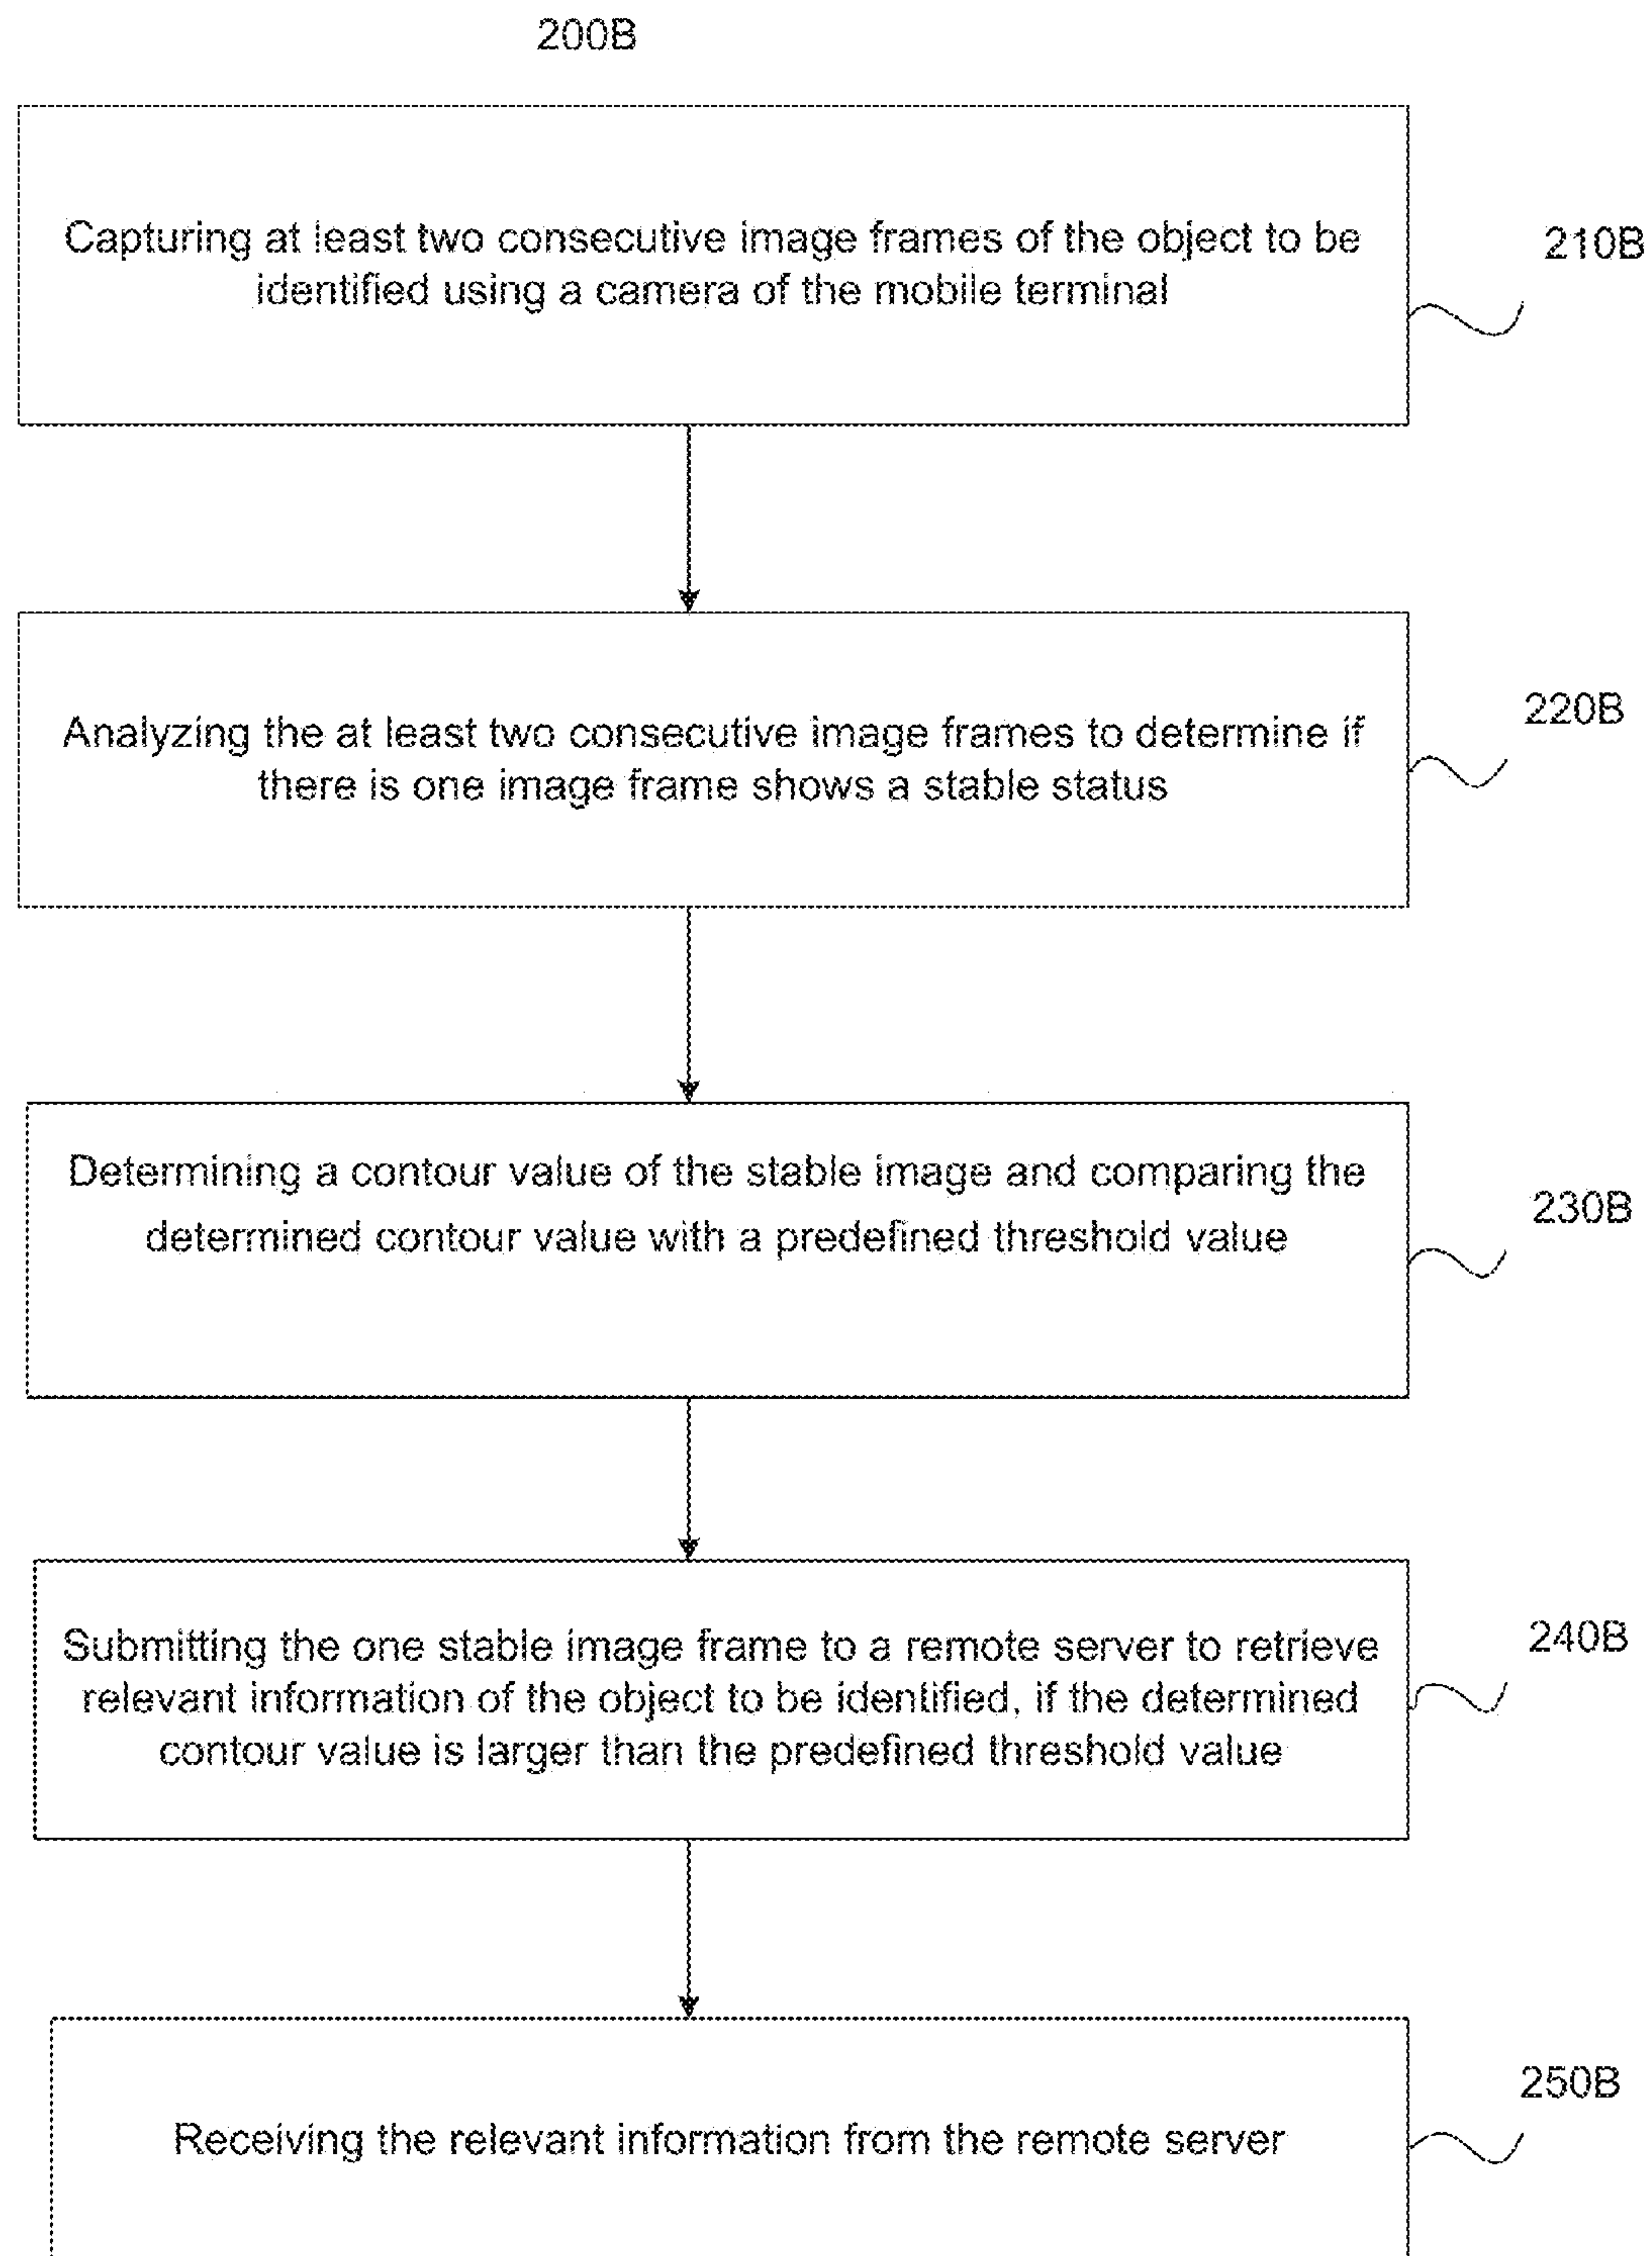 200B
Capturing at least two consecutive image frames of the object to be
identified using a camera of the mobile terminal
210B
Analyzing the at least two consecutive image frames to determine if
there is one image frame shows a stable status
220B
Determining a contour value of the stable image and comparing the
determined contour value with a predefined threshold value
230B
Submitting the one stable image frame to a remote server to retrieve
relevant information of the object to be identified, if the determined
contour value is larger than the predefined threshold value
240B
Receiving the relevant information from the remote server
250B